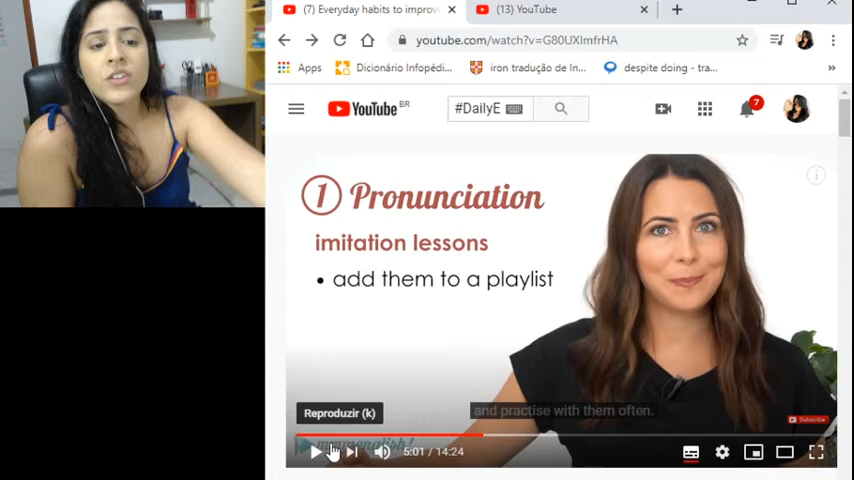 (7) Everyday habits to improve
(13) YouTube
youtube.com/watch?v=G80UXImfrHA
Apps
Dicionário Infopédi...
iron tradução de In...
despite doing - tra...
»
YouTube BR
#DailyE
7
1 Pronunciation
imitation lessons
• add them to a playlist
Reproduzir (k)
and practise with them often.
Subscribe
5:01 / 14:24